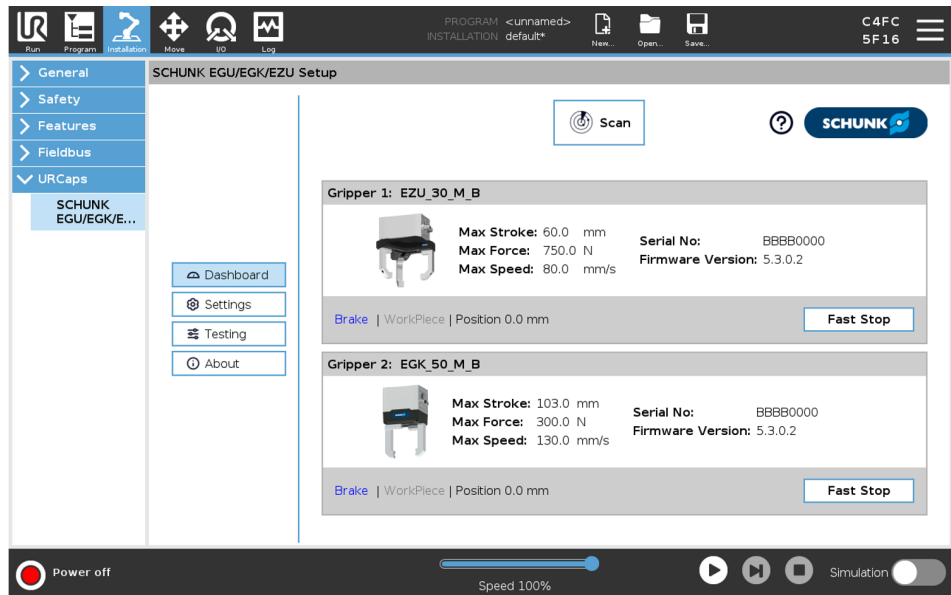 UR
PROGRAM <unnamed>
INSTALLATION default*
C4FC
5F16
Run Program Installation Move I/O Log New... Open... Save...
General
Safety
Features
Fieldbus
URCaps
SCHUNK
EGU/EGK/E...
SCHUNK EGU/EGK/EZU Setup
Dashboard
Settings
Testing
About
Scan
?
SCHUNK
Gripper 1: EZU_30_M_B
Max Stroke: 60.0 mm
Max Force: 750.0 N
Max Speed: 80.0 mm/s
Serial No: BBBB0000
Firmware Version: 5.3.0.2
Brake | WorkPiece | Position 0.0 mm
Fast Stop
Gripper 2: EGK_50_M_B
Max Stroke: 103.0 mm
Max Force: 300.0 N
Max Speed: 130.0 mm/s
Serial No: BBBB0000
Firmware Version: 5.3.0.2
Brake | WorkPiece | Position 0.0 mm
Fast Stop
Power off
Speed 100%
Simulation